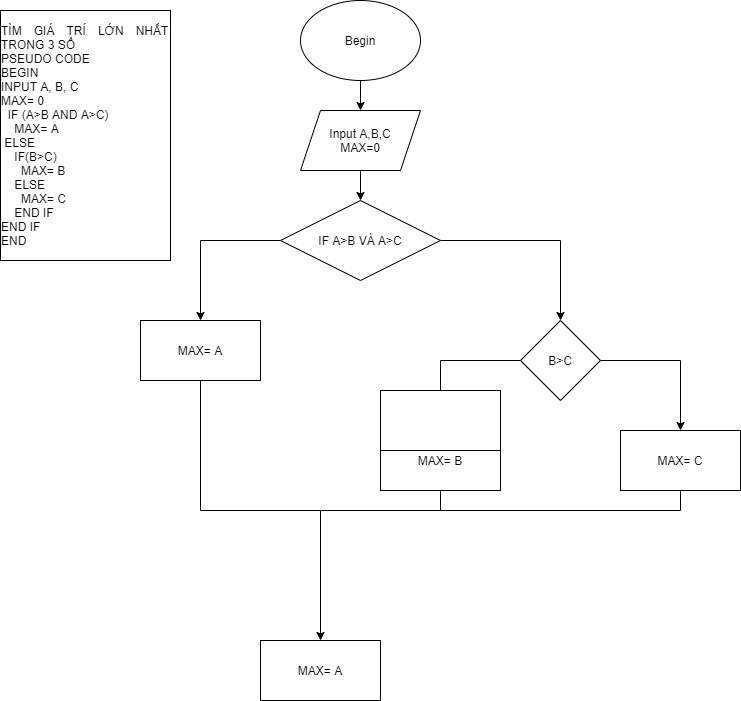 TÌM GIÁ TRÍ LỚN NHẤT
TRONG 3 SỐ
PSEUDO CODE
BEGIN
INPUT A, B, C
MAX= 0
IF (A>B AND A>C)
MAX= A
ELSE
IF(B>C)
MAX= B
ELSE
MAX= C
END IF
END IF
END
Begin
Input A,B,C
MAX=0
IF A>B VÀ A>C
MAX= A
B>C
MAX= B
MAX= C
MAX= A